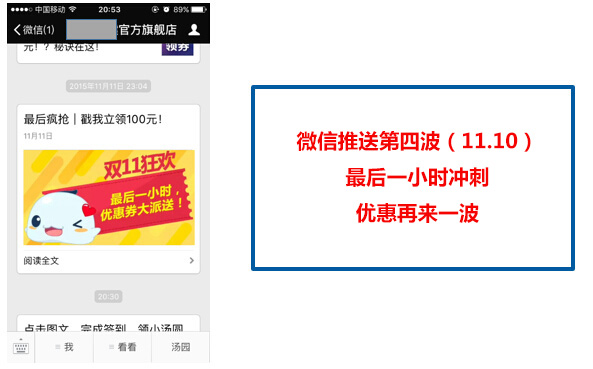 中国移动 20:53 89%
微信(1) 官方旗舰店
元!?秘诀在这!
领券
2015年11月11日 23:04
最后疯抢 | 戳我立领100元!
11月11日
双11狂欢
最后一小时,
优惠券大派送!
阅读全文
20:30
点击图文,完成签到,领小汤圆
我 看看 汤园
微信推送第四波(11.10)
最后一小时冲刺
优惠再来一波